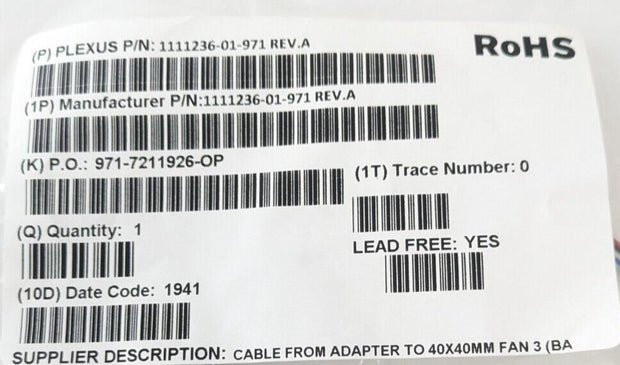 (P) PLEXUS P/N: 1111236-01-971 REV.A
RoHS
(1P) Manufacturer P/N:1111236-01-971 REV.A
(K) P.O.: 971-7211926-OP
(1T) Trace Number: 0
(Q) Quantity: 1
LEAD FREE: YES
(10D) Date Code: 1941
SUPPLIER DESCRIPTION: CABLE FROM ADAPTER TO 40X40MM FAN 3 (BA